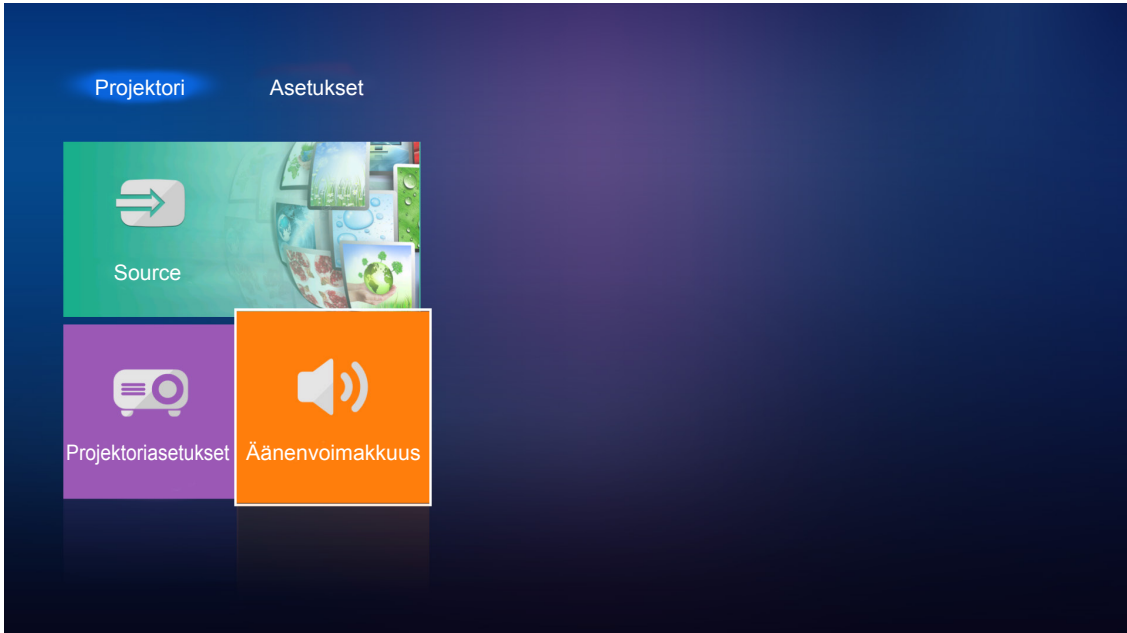 Projektori
Asetukset
Source
Projektoriasetukset
Äänenvoimakkuus